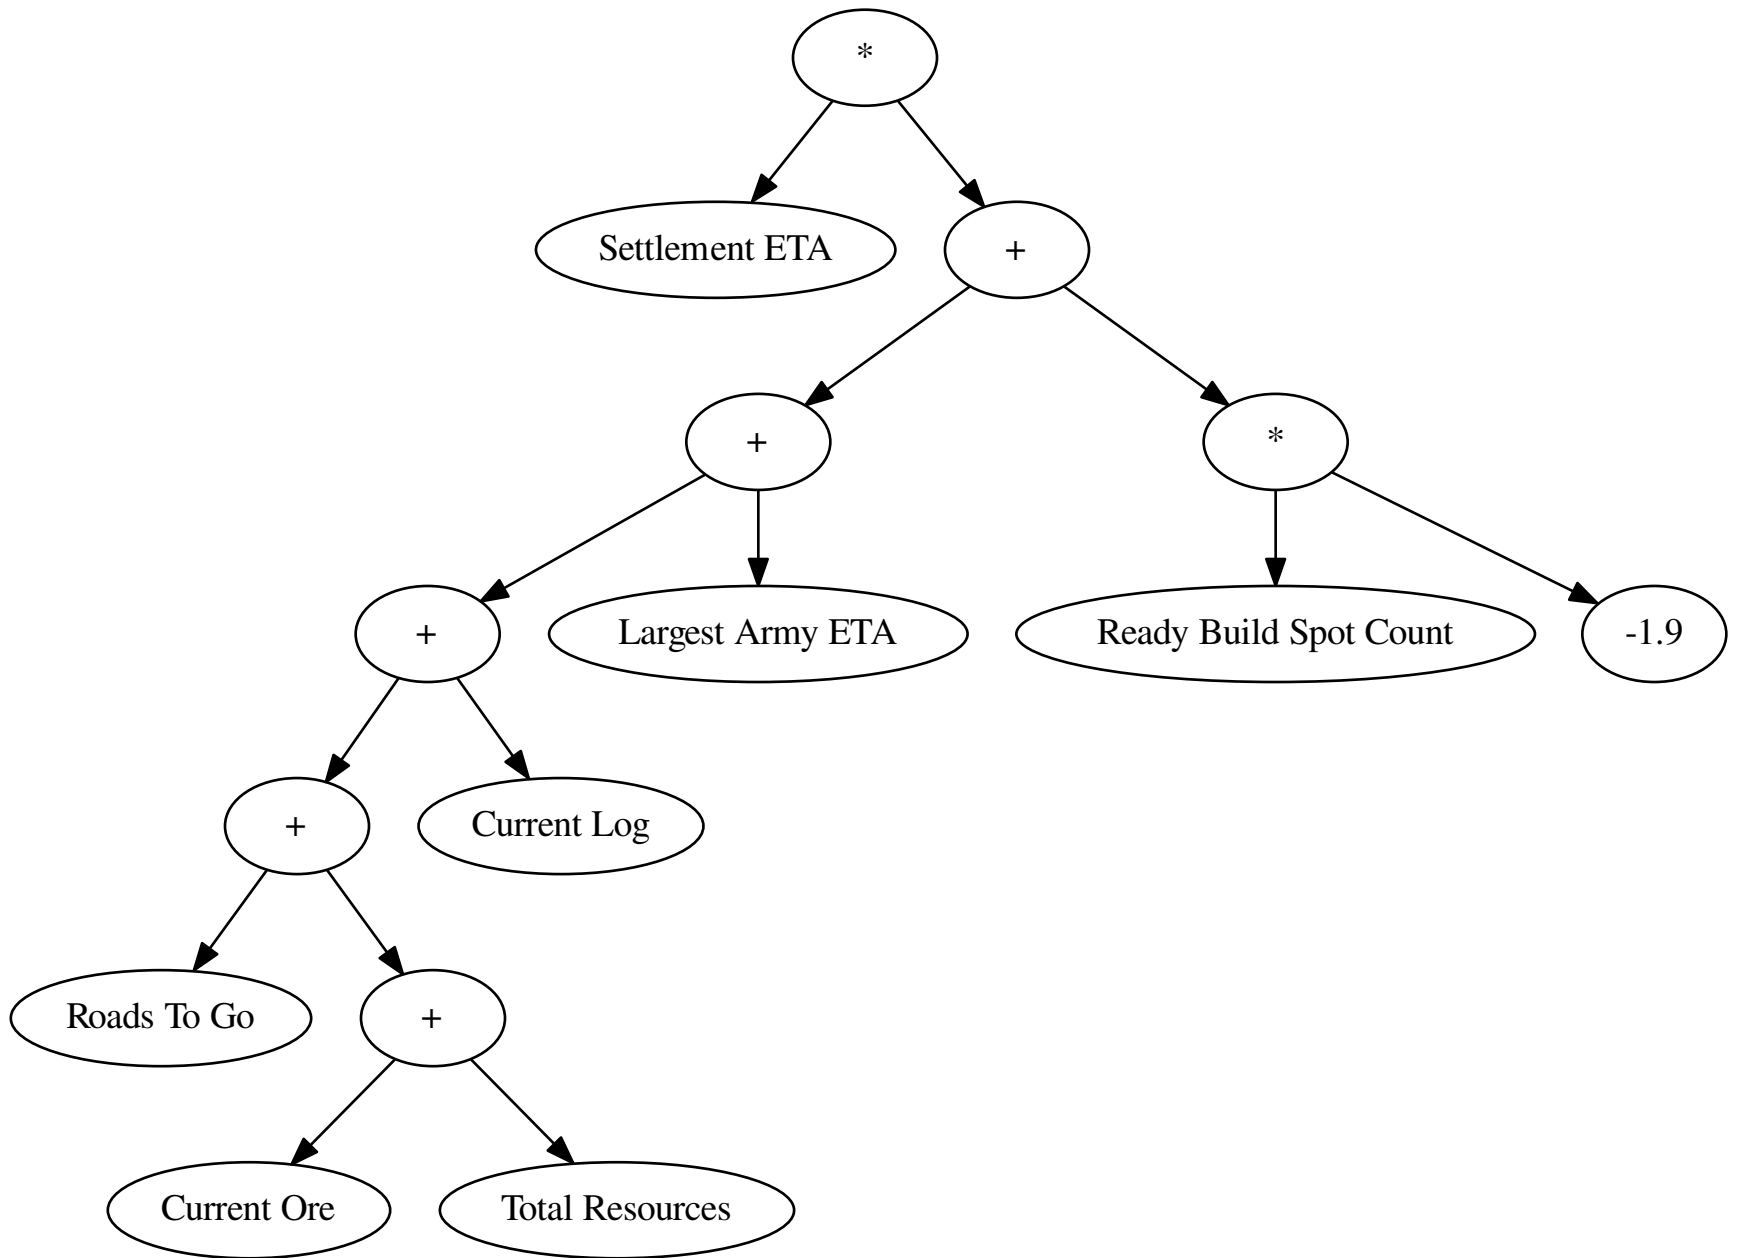 *
Settlement ETA
+
+
*
+
Largest Army ETA
Ready Build Spot Count
-1.9
+
Current Log
Roads To Go
+
Current Ore
Total Resources